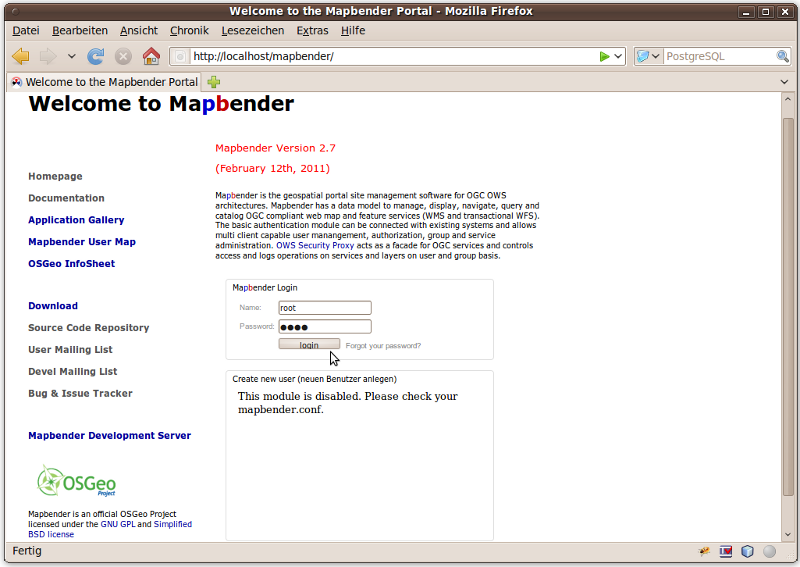 Welcome to the Mapbender Portal - Mozilla Firefox
Datei Bearbeiten Ansicht Chronik Lesezeichen Extras Hilfe
http://localhost/mapbender/
PostgreSQL
Welcome to the Mapbender Portal
Welcome to Mapbender
Mapbender Version 2.7
(February 12th, 2011)
Homepage
Documentation
Application Gallery
Mapbender User Map
OSGeo InfoSheet
Download
Source Code Repository
User Mailing List
Devel Mailing List
Bug & Issue Tracker
Mapbender Development Server
OSGeo
Project
Mapbender is an official OSGeo Project
licensed under the GNU GPL and Simplified
BSD license
Mapbender is the geospatial portal site management software for OGC OWS
architectures. Mapbender has a data model to manage, display, navigate, query and
catalog OGC compliant web map and feature services (WMS and transactional WFS).
The basic authentication module can be connected with existing systems and allows
multi client capable user management, authorization, group and service
administration. OWS Security Proxy acts as a facade for OGC services and controls
access and logs operations on services and layers on user and group basis.
Mapbender Login
Name: root
Password: ●●●●
login Forgot your password?
Create new user (neuen Benutzer anlegen)
This module is disabled. Please check your
mapbender.conf.
Fertig